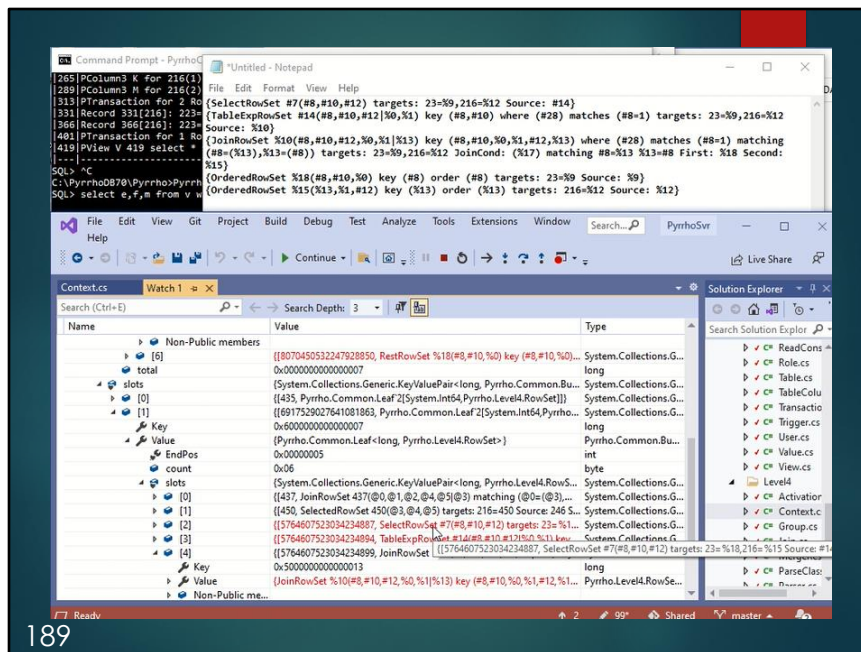 Command Prompt - PyrrhoC
|265|PColumn3 K for 216(1)
|289|PColumn3 M for 216(2)
|313|PTransaction for 2 Ro
|331|Record 331[216]: 223=
|366|Record 366[216]: 223=
|401|PTransaction for 1 Ro
|419|PView V 419 select *
|---|--------------------
SQL> ^C
C:\PyrrhoDB70\Pyrrho>Pyrrh
SQL> select e,f,m from v w
*Untitled - Notepad
File Edit Format View Help
{SelectRowSet #7(#8,#10,#12) targets: 23=%9,216=%12 Source: #14}
{TableExpRowSet #14(#8,#10,#12|%0,%1) key (#8,#10) where (#28) matches (#8=1) targets: 23=%9,216=%12
Source: %10}
{JoinRowSet %10(#8,#10,#12,%0,%1|%13) key (#8,#10,%0,%1,#12,%13) where (#28) matches (#8=1) matching
(#8=(%13),%13=(#8)) targets: 23=%9,216=%12 JoinCond: (%17) matching #8=%13 %13=#8 First: %18 Second:
%15}
{OrderedRowSet %18(#8,#10,%0) key (#8) order (#8) targets: 23=%9 Source: %9}
{OrderedRowSet %15(%13,%1,#12) key (%13) order (%13) targets: 216=%12 Source: %12}
File Edit View Git Project Build Debug Test Analyze Tools Extensions Window Search... PyrrhoSvr
Help
Continue Live Share
Context.cs Watch 1 Solution Explorer
Search (Ctrl+E) Search Depth: 3 Search Solution Explor
Name Value Type
Non-Public members
[6] {[8070450532247928850, RestRowSet %18(#8,#10,%0) key (#8,#10,%0)... System.Collections.G...
total 0x0000000000000007 long
slots {System.Collections.Generic.KeyValuePair<long, Pyrrho.Common.Bu... System.Collections.G...
[0] {[435, Pyrrho.Common.Leaf`2[System.Int64,Pyrrho.Level4.RowSet]]} System.Collections.G...
[1] {[6917529027641081863, Pyrrho.Common.Leaf`2[System.Int64,Pyrrho... System.Collections.G...
Key 0x6000000000000007 long
Value {Pyrrho.Common.Leaf<long, Pyrrho.Level4.RowSet>} Pyrrho.Common.Bu...
EndPos 0x00000005 int
count 0x06 byte
slots {System.Collections.Generic.KeyValuePair<long, Pyrrho.Level4.RowS... System.Collections.G...
[0] {[437, JoinRowSet 437(@0,@1,@2,@4,@5|@3) matching (@0=(@3),... System.Collections.G...
[1] {[450, SelectedRowSet 450(@3,@4,@5) targets: 216=450 Source: 246 S... System.Collections.G...
[2] {[5764607523034234887, SelectRowSet #7(#8,#10,#12) targets: 23=%1... System.Collections.G...
[3] {[5764607523034234894, TableExpRowSet #14(#8,#10,#12|%0,%1) key... System.Collections.G...
[4] {[5764607523034234899, JoinRowSet
{[5764607523034234887, SelectRowSet #7(#8,#10,#12) targets: 23=%18,216=%15 Source: #14
Key 0x5000000000000013 long
Value {JoinRowSet %10(#8,#10,#12,%0,%1|%13) key (#8,#10,%0,%1,#12,%1... Pyrrho.Level4.RowSe...
Non-Public me...
ReadCons
Role.cs
Table.cs
TableColu
Transactio
Trigger.cs
User.cs
Value.cs
View.cs
Level4
Activation
Context.c
Group.cs
ParseClas
Ready 2 99+ Shared master
189